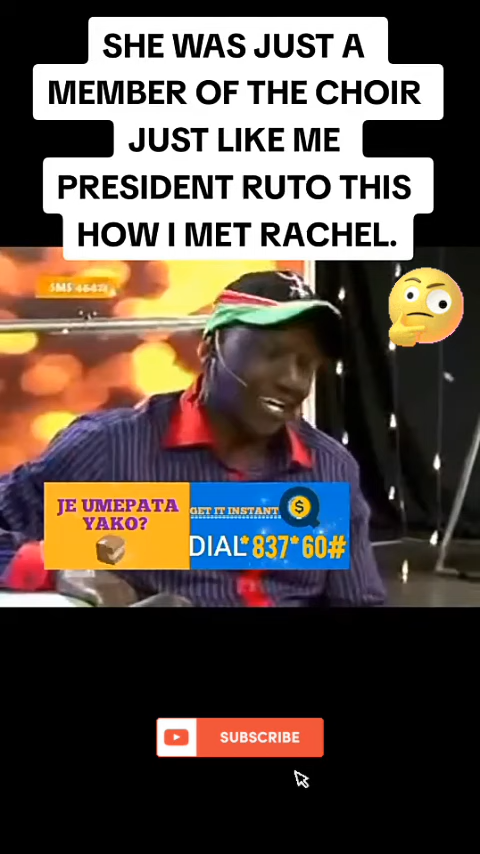 SHE WAS JUST A
MEMBER OF THE CHOIR
JUST LIKE ME
PRESIDENT RUTO THIS
HOW I MET RACHEL.
JE UMEPATA
YAKO?
GET IT INSTANT
$
DIAL*837*60#
SUBSCRIBE